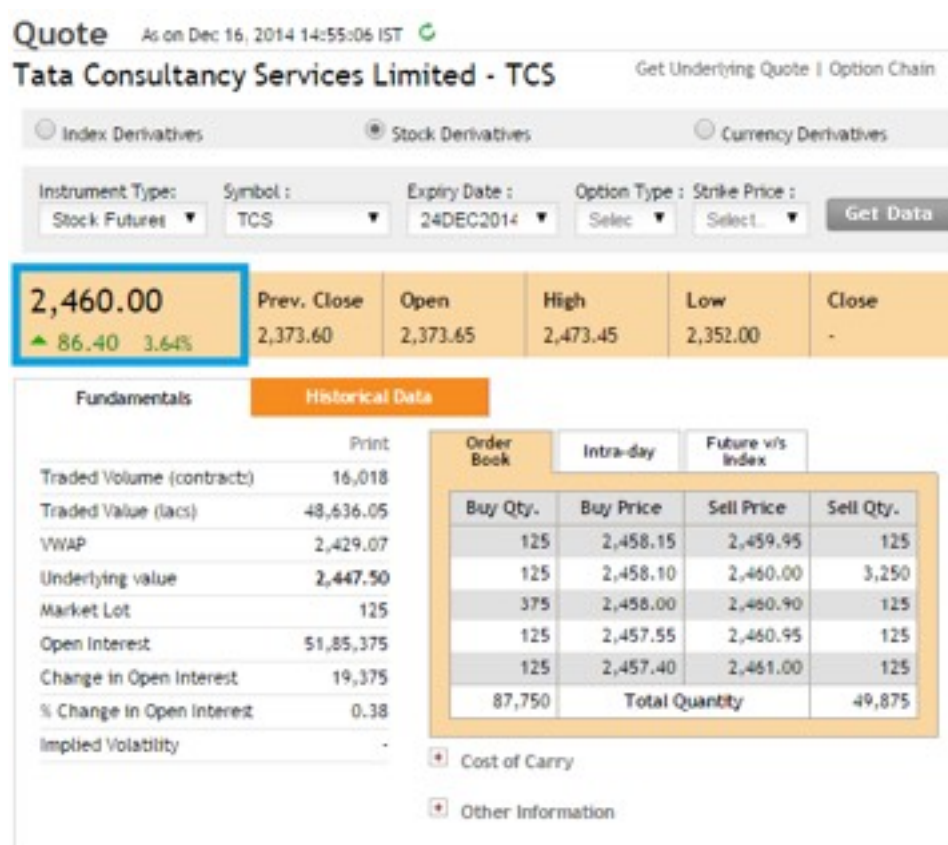 Quote As on Dec 16, 2014 14:55:06 IST
Tata Consultancy Services Limited - TCS Get Underlying Quote | Option Chain
Index Derivatives Stock Derivatives Currency Derivatives
Instrument Type: Symbol : Expiry Date : Option Type : Strike Price :
Stock Futures TCS 24DEC2014 Selec Select.. Get Data
2,460.00 Prev. Close Open High Low Close
86.40 3.64% 2,373.60 2,373.65 2,473.45 2,352.00 -
Fundamentals Historical Data
Print Order Book Intra-day Future v/s Index
Traded Volume (contracts) 16,018
Traded Value (lacs) 48,636.05 Buy Qty. Buy Price Sell Price Sell Qty.
VWAP 2,429.07 125 2,458.15 2,459.95 125
Underlying value 2,447.50 125 2,458.10 2,460.00 3,250
Market Lot 125 375 2,458.00 2,460.90 125
Open Interest 51,85,375 125 2,457.55 2,460.95 125
Change in Open Interest 19,375 125 2,457.40 2,461.00 125
% Change in Open Interest 0.38 87,750 Total Quantity 49,875
Implied Volatility -
Cost of Carry
Other Information